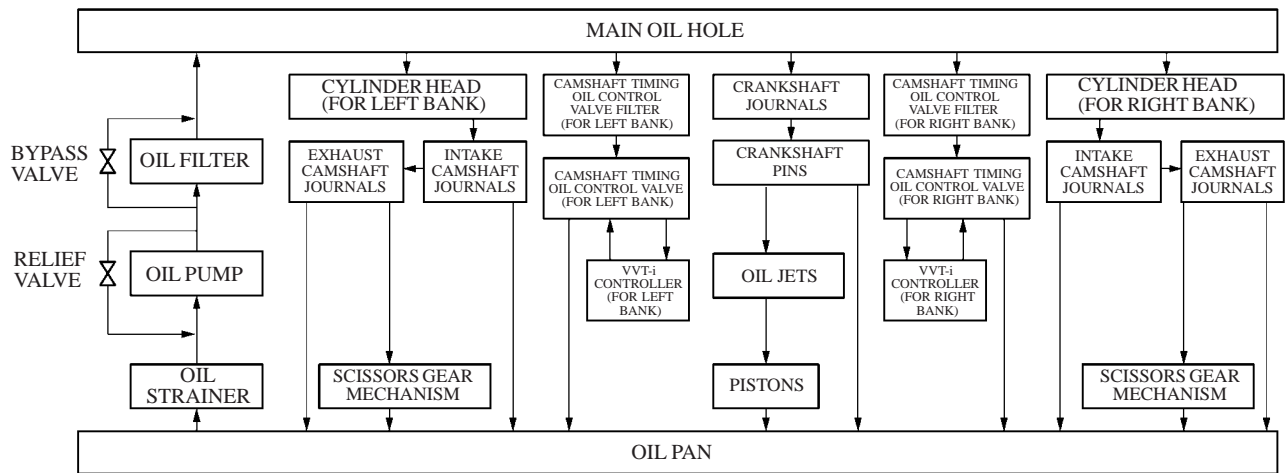 MAIN OIL HOLE
CYLINDER HEAD
(FOR LEFT BANK)
CAMSHAFT TIMING
OIL CONTROL
VALVE FILTER
(FOR LEFT BANK)
CRANKSHAFT
JOURNALS
CAMSHAFT TIMING
OIL CONTROL
VALVE FILTER
(FOR RIGHT BANK)
CYLINDER HEAD
(FOR RIGHT BANK)
BYPASS
VALVE
OIL FILTER
EXHAUST
CAMSHAFT
JOURNALS
INTAKE
CAMSHAFT
JOURNALS
CAMSHAFT TIMING
OIL CONTROL VALVE
(FOR LEFT BANK)
CRANKSHAFT
PINS
CAMSHAFT TIMING
OIL CONTROL VALVE
(FOR RIGHT BANK)
INTAKE
CAMSHAFT
JOURNALS
EXHAUST
CAMSHAFT
JOURNALS
RELIEF
VALVE
OIL PUMP
VVT-i
CONTROLLER
(FOR LEFT
BANK)
OIL JETS
VVT-i
CONTROLLER
(FOR RIGHT
BANK)
OIL
STRAINER
SCISSORS GEAR
MECHANISM
PISTONS
SCISSORS GEAR
MECHANISM
OIL PAN